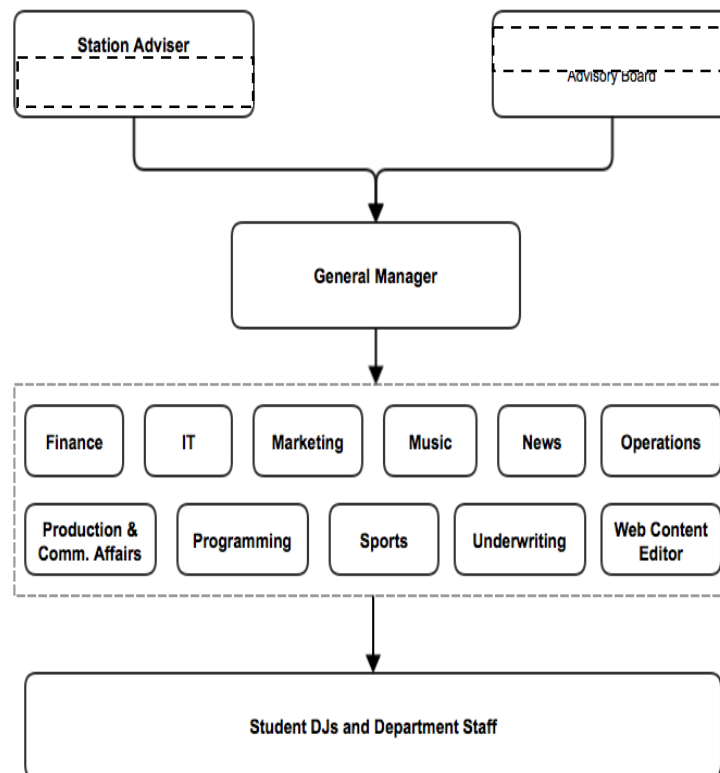 Station Adviser
Advisory Board
General Manager
Finance
IT
Marketing
Music
News
Operations
Production &
Comm. Affairs
Programming
Sports
Underwriting
Web Content
Editor
Student DJs and Department Staff